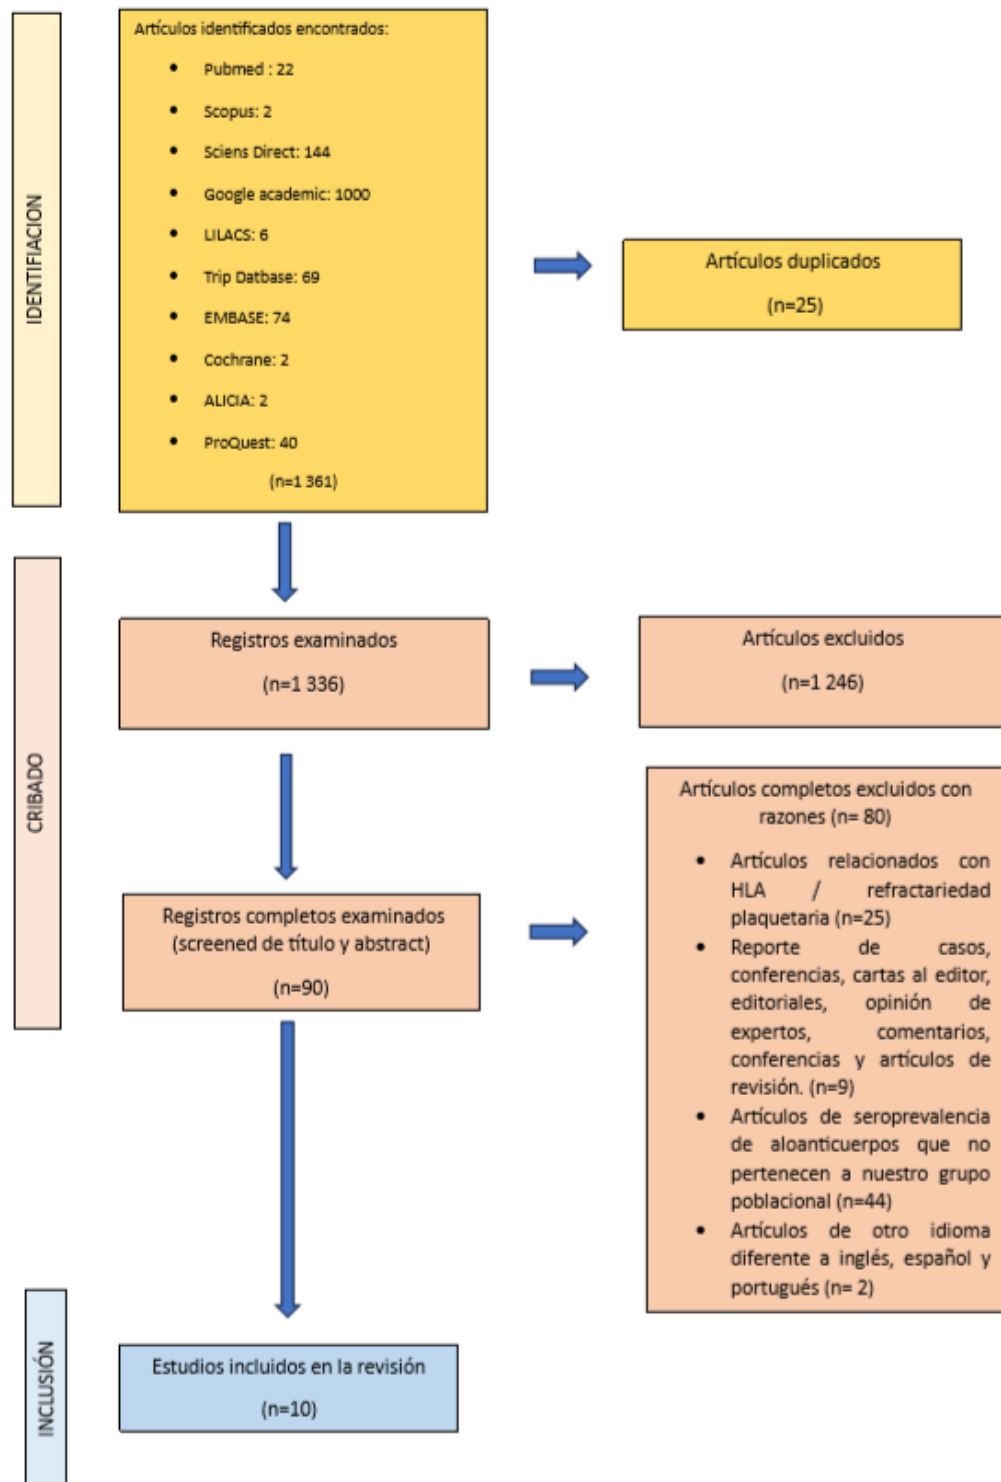 IDENTIFIACION
Artículos identificados encontrados:
• Pubmed : 22
• Scopus: 2
• Sciens Direct: 144
• Google academic: 1000
• LILACS: 6
• Trip Datbase: 69
• EMBASE: 74
• Cochrane: 2
• ALICIA: 2
• ProQuest: 40
(n=1 361)
Artículos duplicados
(n=25)
CRIBADO
Registros examinados
(n=1 336)
Artículos excluidos
(n=1 246)
Registros completos examinados
(screened de título y abstract)
(n=90)
Artículos completos excluidos con
razones (n= 80)
• Artículos relacionados con
HLA / refractariedad
plaquetaria (n=25)
• Reporte de casos,
conferencias, cartas al editor,
editoriales, opinión de
expertos, comentarios,
conferencias y artículos de
revisión. (n=9)
• Artículos de seroprevalencia
de aloanticuerpos que no
pertenecen a nuestro grupo
poblacional (n=44)
• Artículos de otro idioma
diferente a inglés, español y
portugués (n= 2)
INCLUSIÓN
Estudios incluidos en la revisión
(n=10)